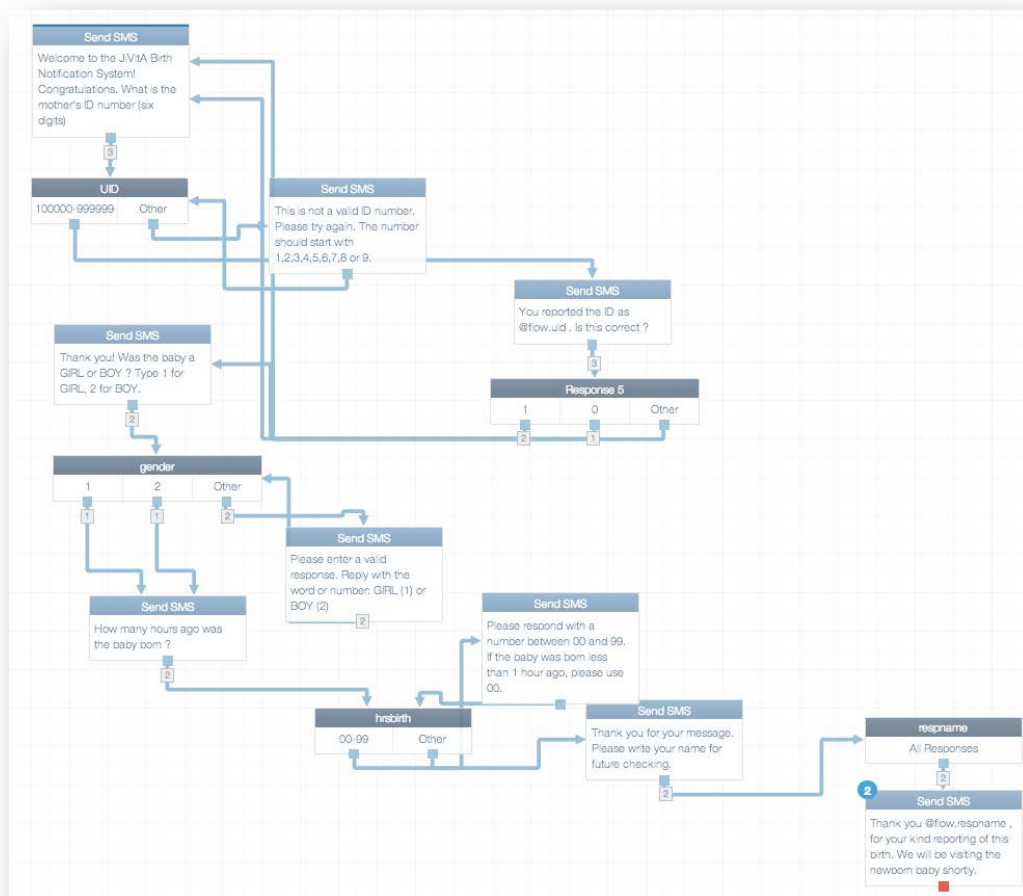 Send SMS
Welcome to the JiVitA Birth
Notification System!
Congratulations. What is the
mother's ID number (six
digits)
3
UID
100000-999999 Other
Send SMS
This is not a valid ID number.
Please try again. The number
should start with
1,2,3,4,5,6,7,8 or 9.
Send SMS
You reported the ID as
@flow.uid . Is this correct ?
3
Response 5
1 0 Other
2 1
Send SMS
Thank you! Was the baby a
GIRL or BOY ? Type 1 for
GIRL, 2 for BOY.
2
gender
1 2 Other
1 1 2
Send SMS
Please enter a valid
response. Reply with the
word or number: GIRL (1) or
BOY (2)
2
Send SMS
How many hours ago was
the baby born ?
2
Send SMS
Please respond with a
number between 00 and 99.
If the baby was born less
than 1 hour ago, please use
00.
hrsbirth
00-99 Other
Send SMS
Thank you for your message.
Please write your name for
future checking.
2
respname
All Responses
2
2
Send SMS
Thank you @flow.respname ,
for your kind reporting of this
birth. We will be visiting the
newborn baby shortly.